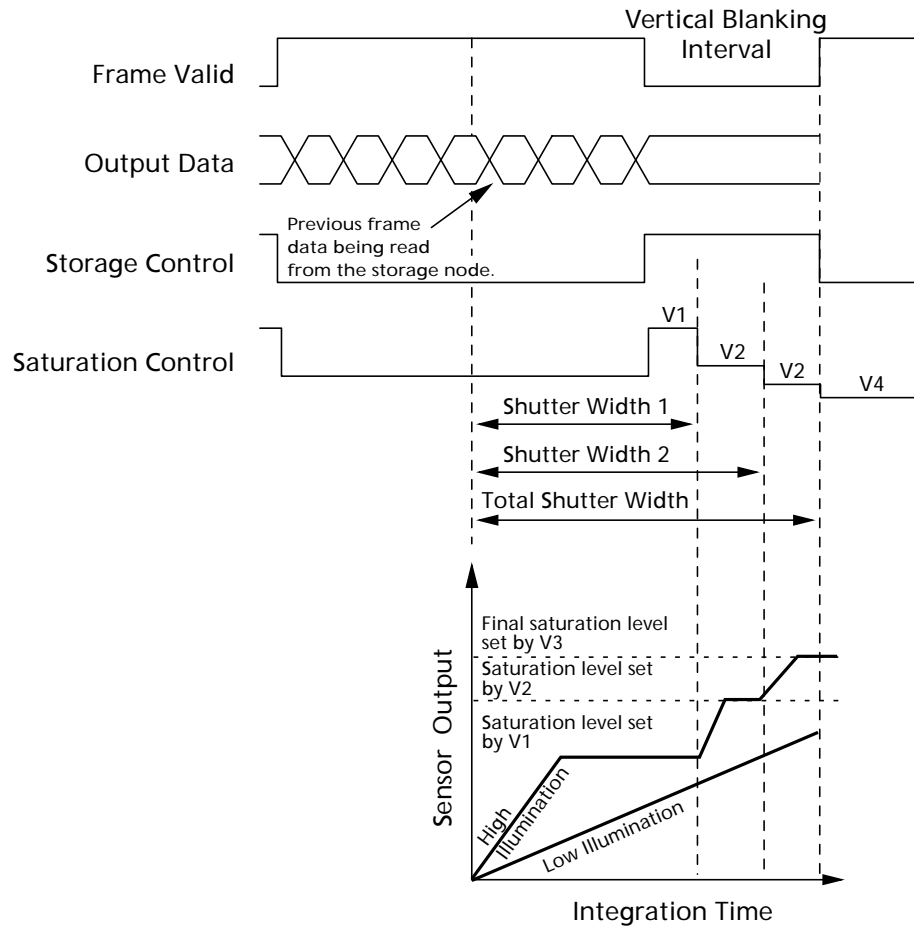 Vertical Blanking
Interval
Frame Valid
Output Data
Previous frame
data being read
from the storage node.
Storage Control
V1
Saturation Control
V2
V2
V4
Shutter Width 1
Shutter Width 2
Total Shutter Width
Final saturation level
set by V3
Saturation level set
by V2
Saturation level set
by V1
Sensor Output
High
Illumination
Low Illumination
Integration Time